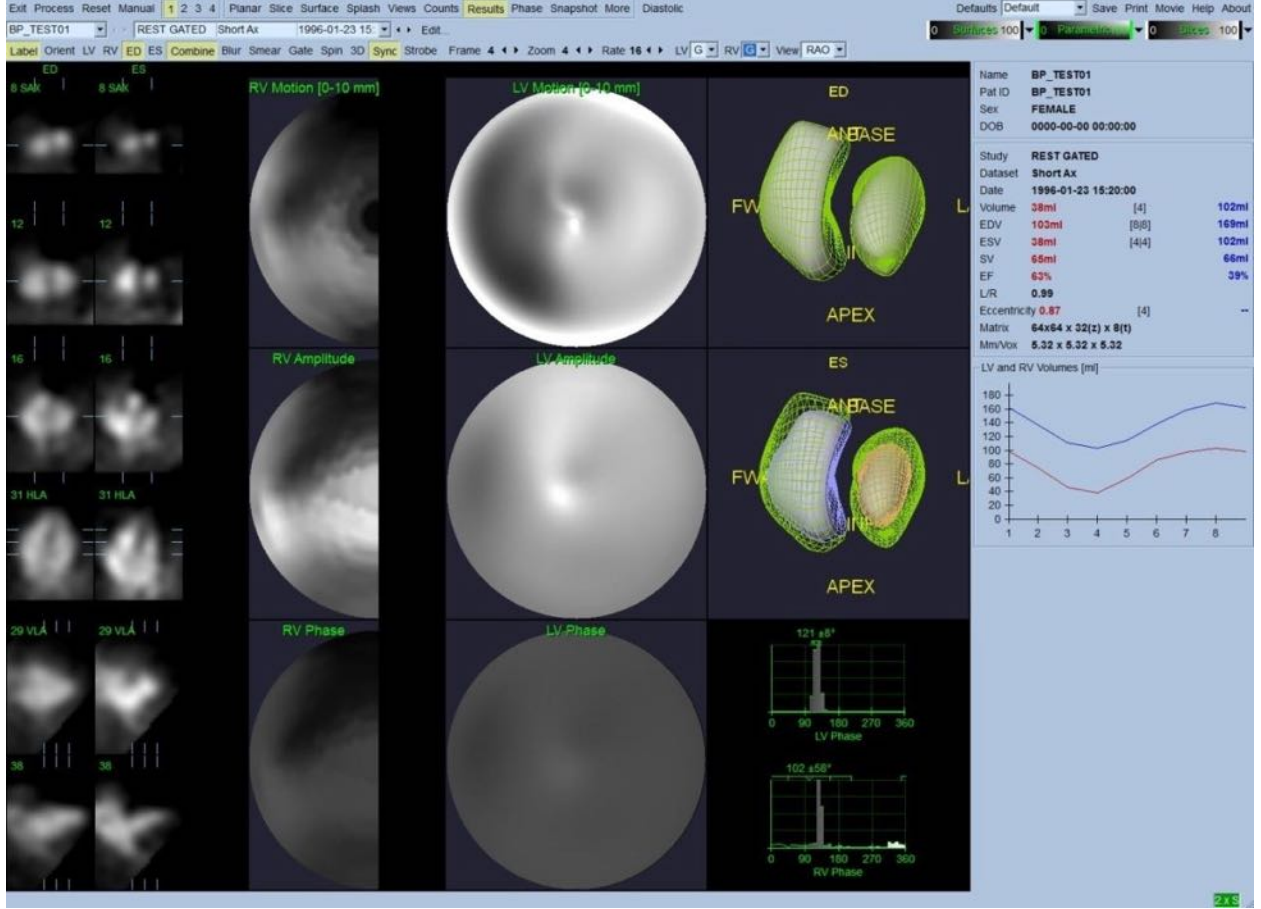 Exit Process Reset Manual 1 2 3 4 Planar Slice Surface Splash Views Counts Results Phase Snapshot More Diastolic Defaults Default Save Print Movie Help About
BP_TEST01 REST GATED Short Ax 1996-01-23 15: Edit... 0 Surfaces 100 0 0 Slices 100
Label Orient LV RV ED ES Combine Blur Smear Gate Spin 3D Sync Strobe Frame 4 Zoom 4 Rate 16 LV G RV G View RAO
ED ES
8 SAX 8 SAX
12 12
16 16
31 HLA 31 HLA
29 VLA 29 VLA
38 38
RV Motion [0-10 mm] LV Motion [0-10 mm]
RV Amplitude LV Amplitude
RV Phase LV Phase
ED
ANT BASE
FW
INF
APEX
ES
ANT BASE
FW
INF
APEX
121 ±6°
0 90 180 270 360
LV Phase
102 ±56°
0 90 180 270 360
RV Phase
Name BP_TEST01
Pat ID BP_TEST01
Sex FEMALE
DOB 0000-00-00 00:00:00
Study REST GATED
Dataset Short Ax
Date 1996-01-23 15:20:00
Volume 38ml [4] 102ml
EDV 103ml [8|8] 169ml
ESV 38ml [4|4] 102ml
SV 65ml 66ml
EF 63% 39%
L/R 0.99
Eccentricity 0.87 [4] --
Matrix 64x64 x 32(z) x 8(t)
Mm/Vox 5.32 x 5.32 x 5.32
LV and RV Volumes [ml]
180
160
140
120
100
80
60
40
20
0
1 2 3 4 5 6 7 8
2 x S